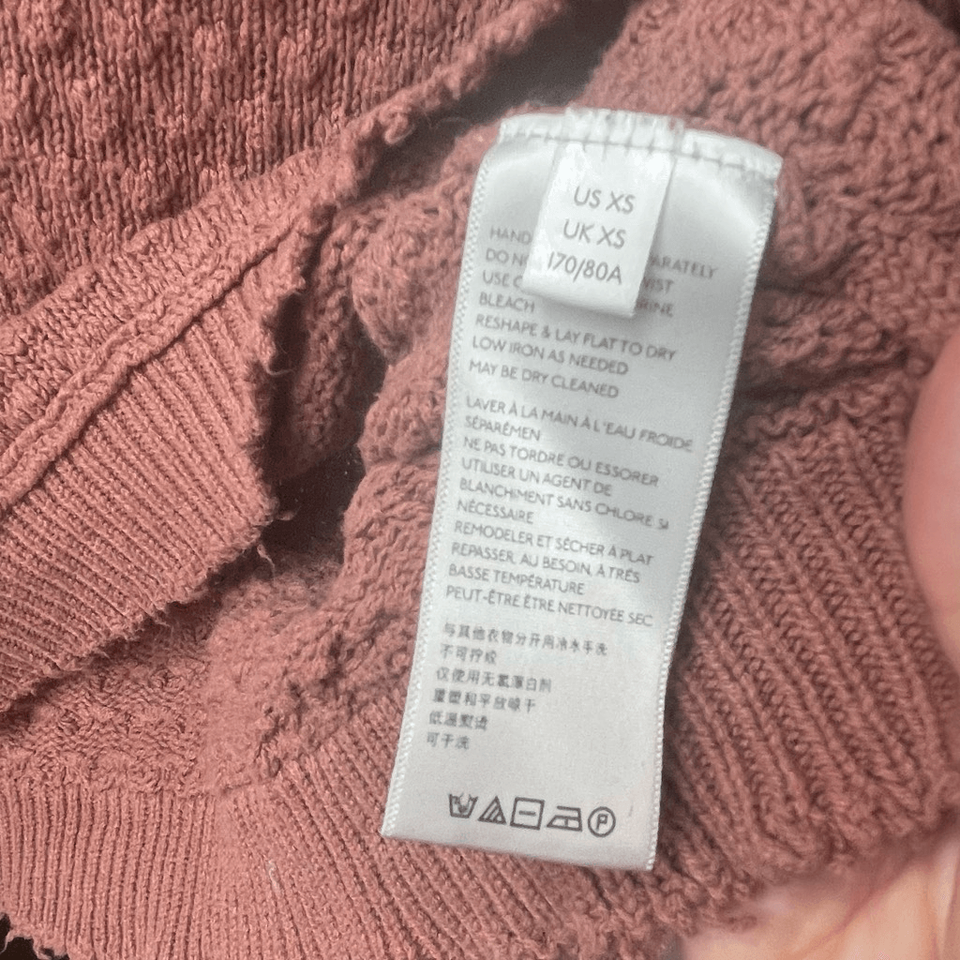 US XS
UK XS
170/80A
HAND
ARATELY
DO
USE
BLEACH
RESHAPE & LAY FLAT TO DRY
LOW IRON AS NEEDED
MAY BE DRY CLEANED
LAVER À LA MAIN À L'EAU FROIDE
SÉPARÉMEN
NE PAS TORDRE OU ESSORER
UTILISER UN AGENT DE
BLANCHIMENT SANS CHLORE SI
NÉCESSAIRE
REMODELER ET SÉCHER À PLAT
REPASSER, AU BESOIN, À TRÉS
BASSE TEMPÉRATURE
PEUT-ÊTRE ÊTRE NETTOYÉE SEC
与其他衣物分开用冷水手洗
不可拧绞
仅使用无氯漂白剂
重塑和平放晾干
低温熨烫
可干洗
P